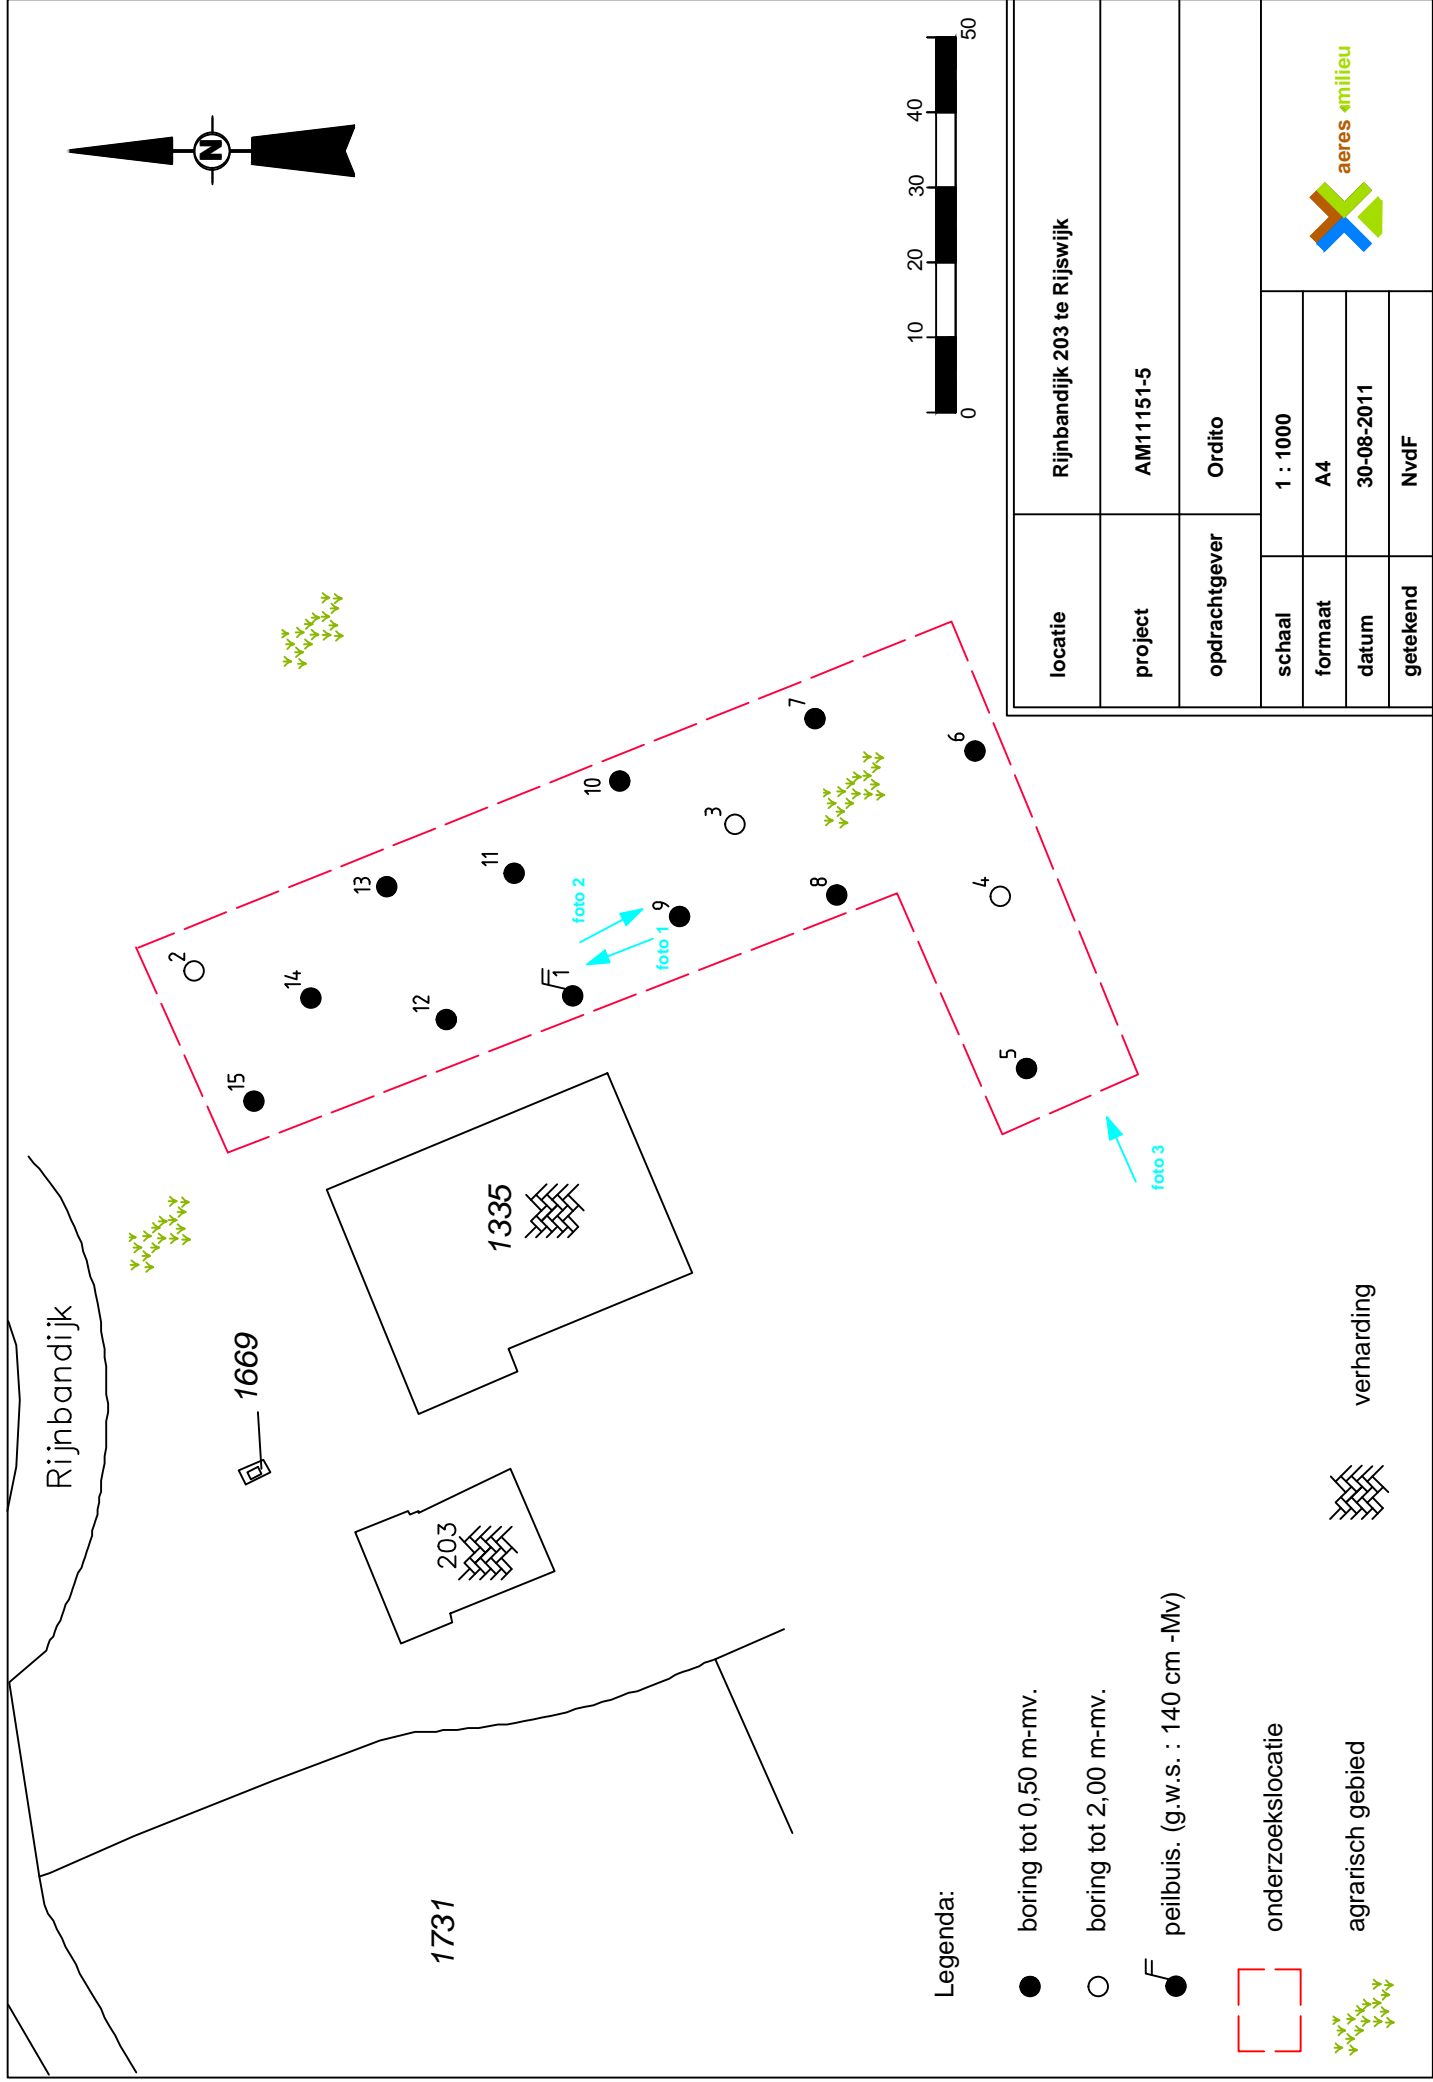 Rijnbandijk
1669
203
1335
1731
15
2
14
13
12
11
1
foto 2
foto 1
9
10
3
7
8
6
4
5
foto 3
N
0 10 20 30 40 50
Legenda:
boring tot 0,50 m-mv.
boring tot 2,00 m-mv.
peilbuis. (g.w.s. : 140 cm -Mv)
onderzoekslocatie
agrarisch gebied
verharding
locatie Rijnbandijk 203 te Rijswijk
project AM11151-5
opdrachtgever Ordito
schaal 1 : 1000
formaat A4
datum 30-08-2011
getekend NvdF
aeres milieu